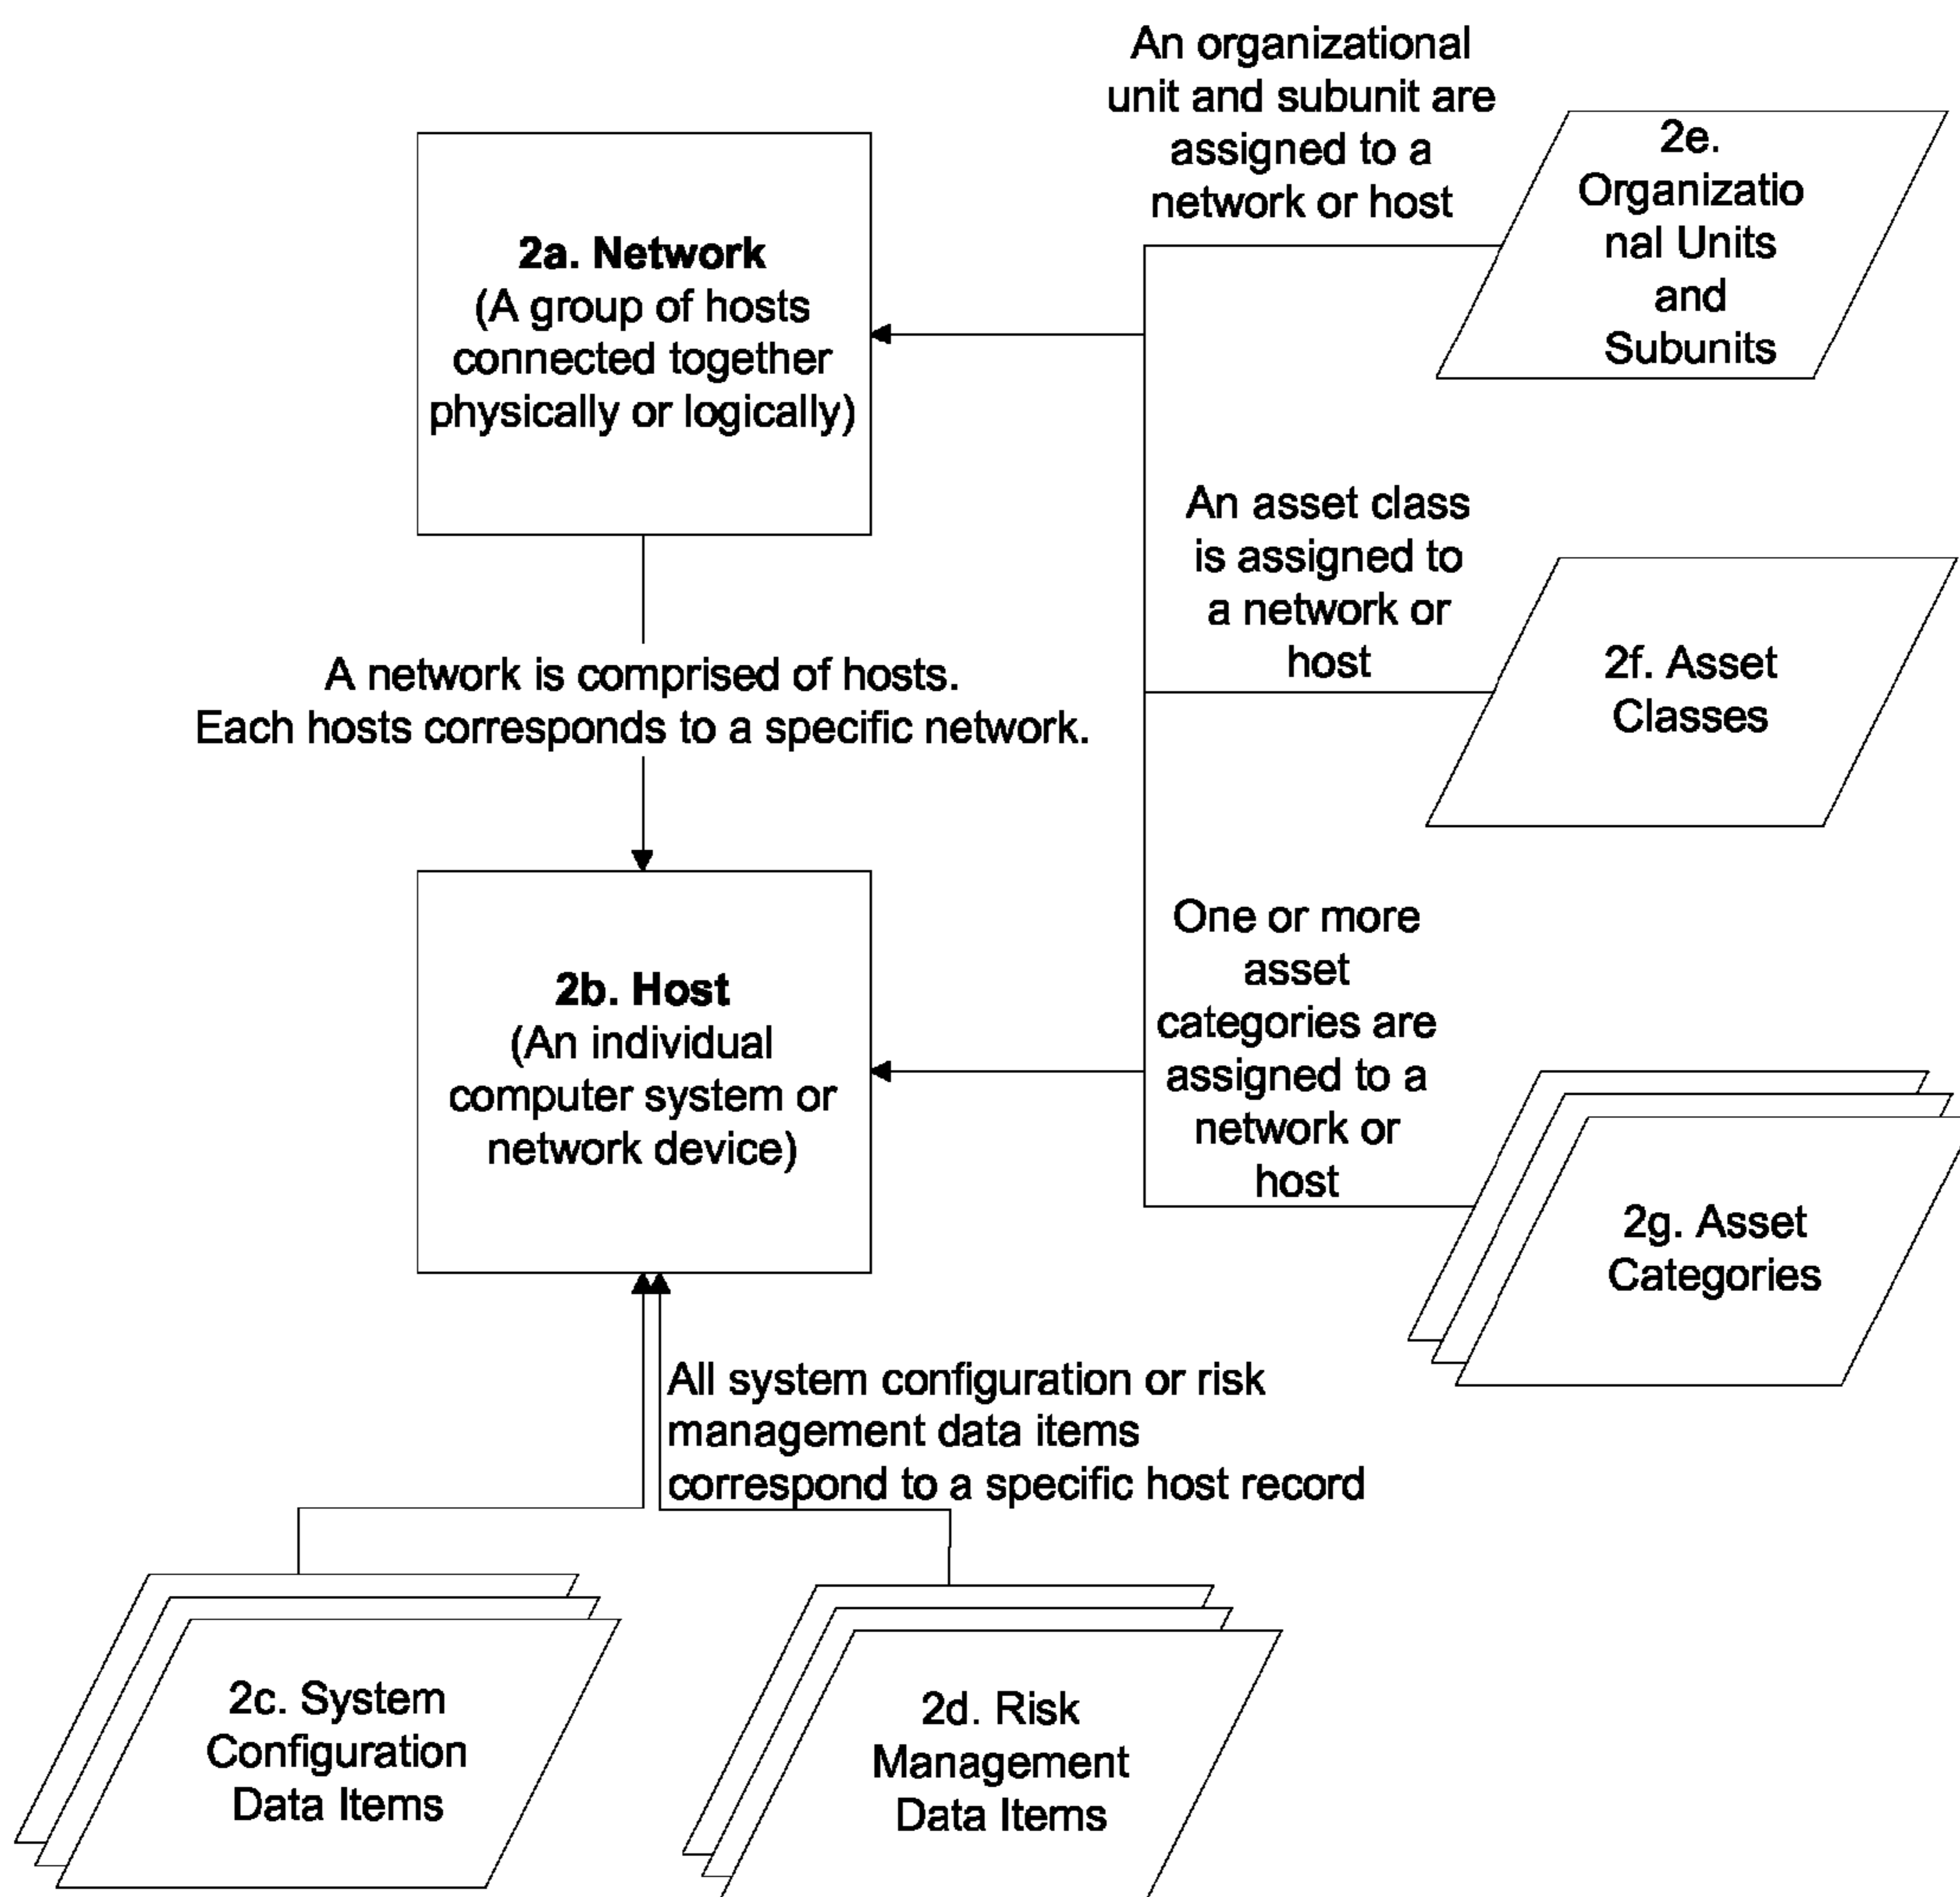 An organizational
unit and subunit are
assigned to a
network or host
2e.
Organizatio
nal Units
and
Subunits
2a. Network
(A group of hosts
connected together
physically or logically)
An asset class
is assigned to
a network or
host
2f. Asset
Classes
A network is comprised of hosts.
Each hosts corresponds to a specific network.
One or more
asset
categories are
assigned to a
network or
host
2b. Host
(An individual
computer system or
network device)
2g. Asset
Categories
All system configuration or risk
management data items
correspond to a specific host record
2c. System
Configuration
Data Items
2d. Risk
Management
Data Items